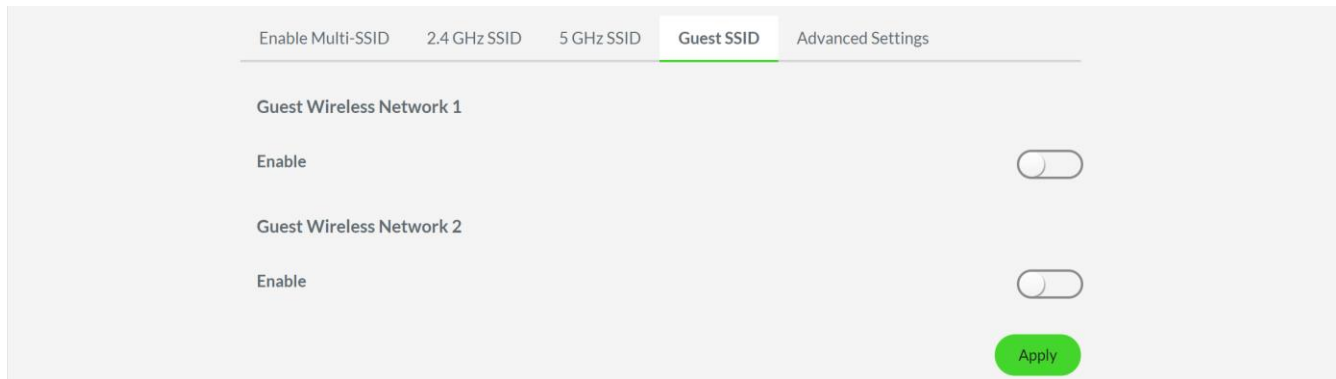 Enable Multi-SSID 2.4 GHz SSID 5 GHz SSID Guest SSID Advanced Settings
Guest Wireless Network 1
Enable
Guest Wireless Network 2
Enable
Apply